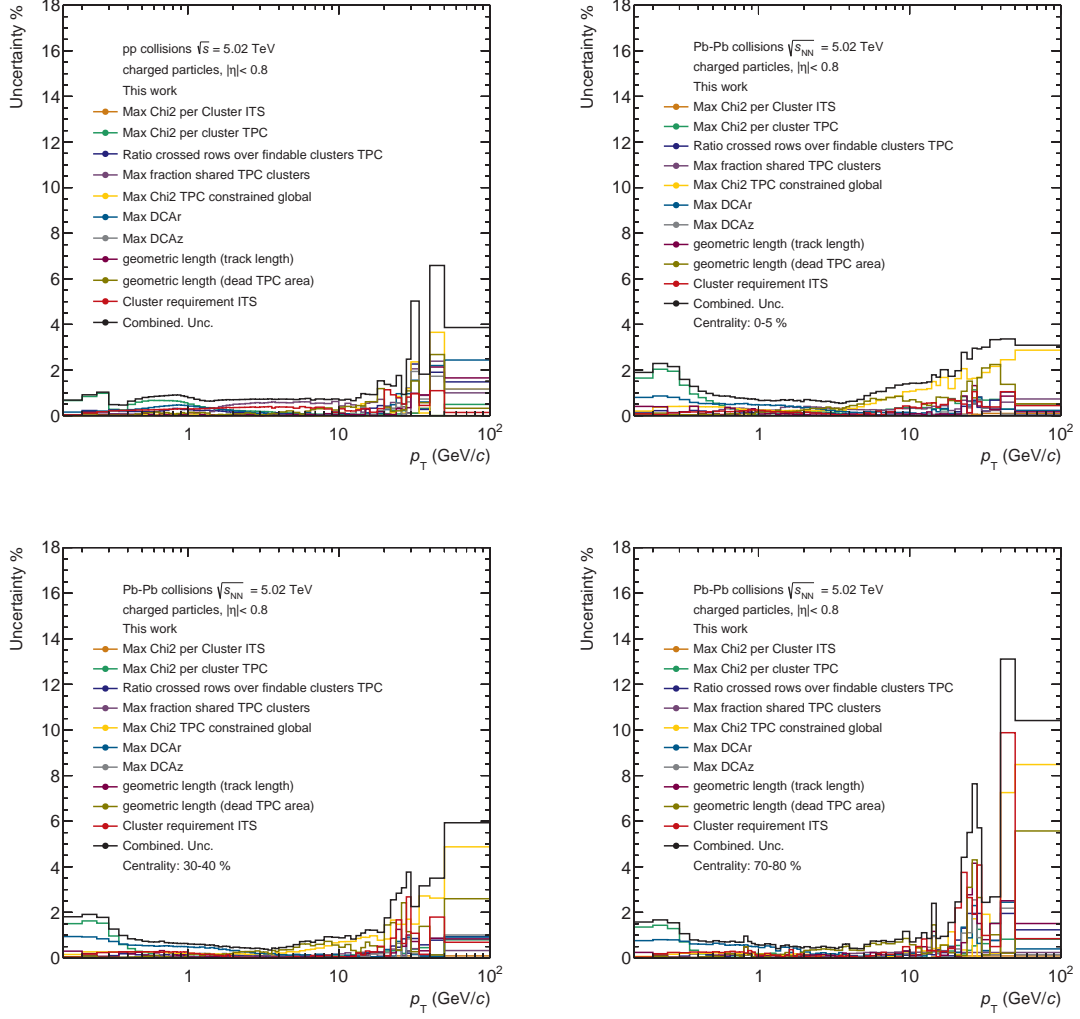 Uncertainty %
18
16
14
12
10
8
6
4
2
0
pp collisions √s = 5.02 TeV
charged particles, |η|< 0.8
This work
Max Chi2 per Cluster ITS
Max Chi2 per cluster TPC
Ratio crossed rows over findable clusters TPC
Max fraction shared TPC clusters
Max Chi2 TPC constrained global
Max DCAr
Max DCAz
geometric length (track length)
geometric length (dead TPC area)
Cluster requirement ITS
Combined. Unc.
1 10 10²
p_T (GeV/c)
Uncertainty %
18
16
14
12
10
8
6
4
2
0
Pb-Pb collisions √s_NN = 5.02 TeV
charged particles, |η|< 0.8
This work
Max Chi2 per Cluster ITS
Max Chi2 per cluster TPC
Ratio crossed rows over findable clusters TPC
Max fraction shared TPC clusters
Max Chi2 TPC constrained global
Max DCAr
Max DCAz
geometric length (track length)
geometric length (dead TPC area)
Cluster requirement ITS
Combined. Unc.
Centrality: 0-5 %
1 10 10²
p_T (GeV/c)
Uncertainty %
18
16
14
12
10
8
6
4
2
0
Pb-Pb collisions √s_NN = 5.02 TeV
charged particles, |η|< 0.8
This work
Max Chi2 per Cluster ITS
Max Chi2 per cluster TPC
Ratio crossed rows over findable clusters TPC
Max fraction shared TPC clusters
Max Chi2 TPC constrained global
Max DCAr
Max DCAz
geometric length (track length)
geometric length (dead TPC area)
Cluster requirement ITS
Combined. Unc.
Centrality: 30-40 %
1 10 10²
p_T (GeV/c)
Uncertainty %
18
16
14
12
10
8
6
4
2
0
Pb-Pb collisions √s_NN = 5.02 TeV
charged particles, |η|< 0.8
This work
Max Chi2 per Cluster ITS
Max Chi2 per cluster TPC
Ratio crossed rows over findable clusters TPC
Max fraction shared TPC clusters
Max Chi2 TPC constrained global
Max DCAr
Max DCAz
geometric length (track length)
geometric length (dead TPC area)
Cluster requirement ITS
Combined. Unc.
Centrality: 70-80 %
1 10 10²
p_T (GeV/c)